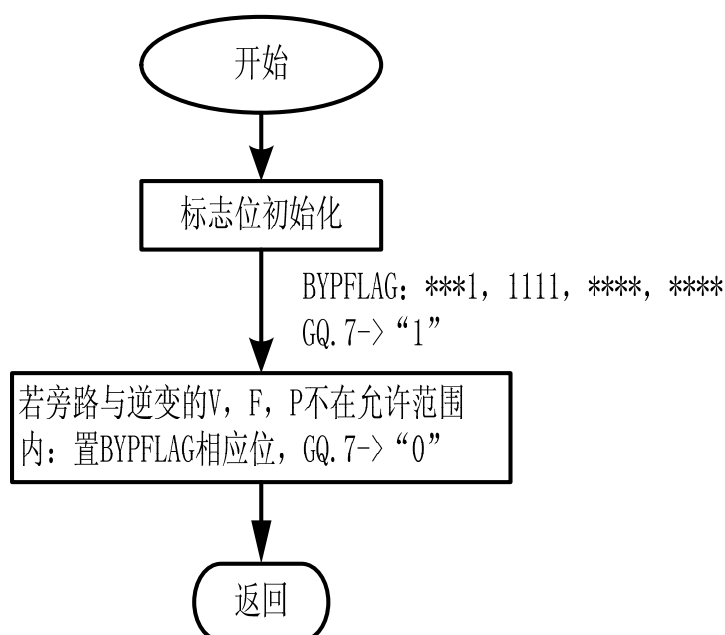 开始
标志位初始化
BYPFLAG: ***1, 1111, ****, ****
GQ.7->“1”
若旁路与逆变的V, F, P不在允许范围
内: 置BYPFLAG相应位, GQ.7->“0”
返回